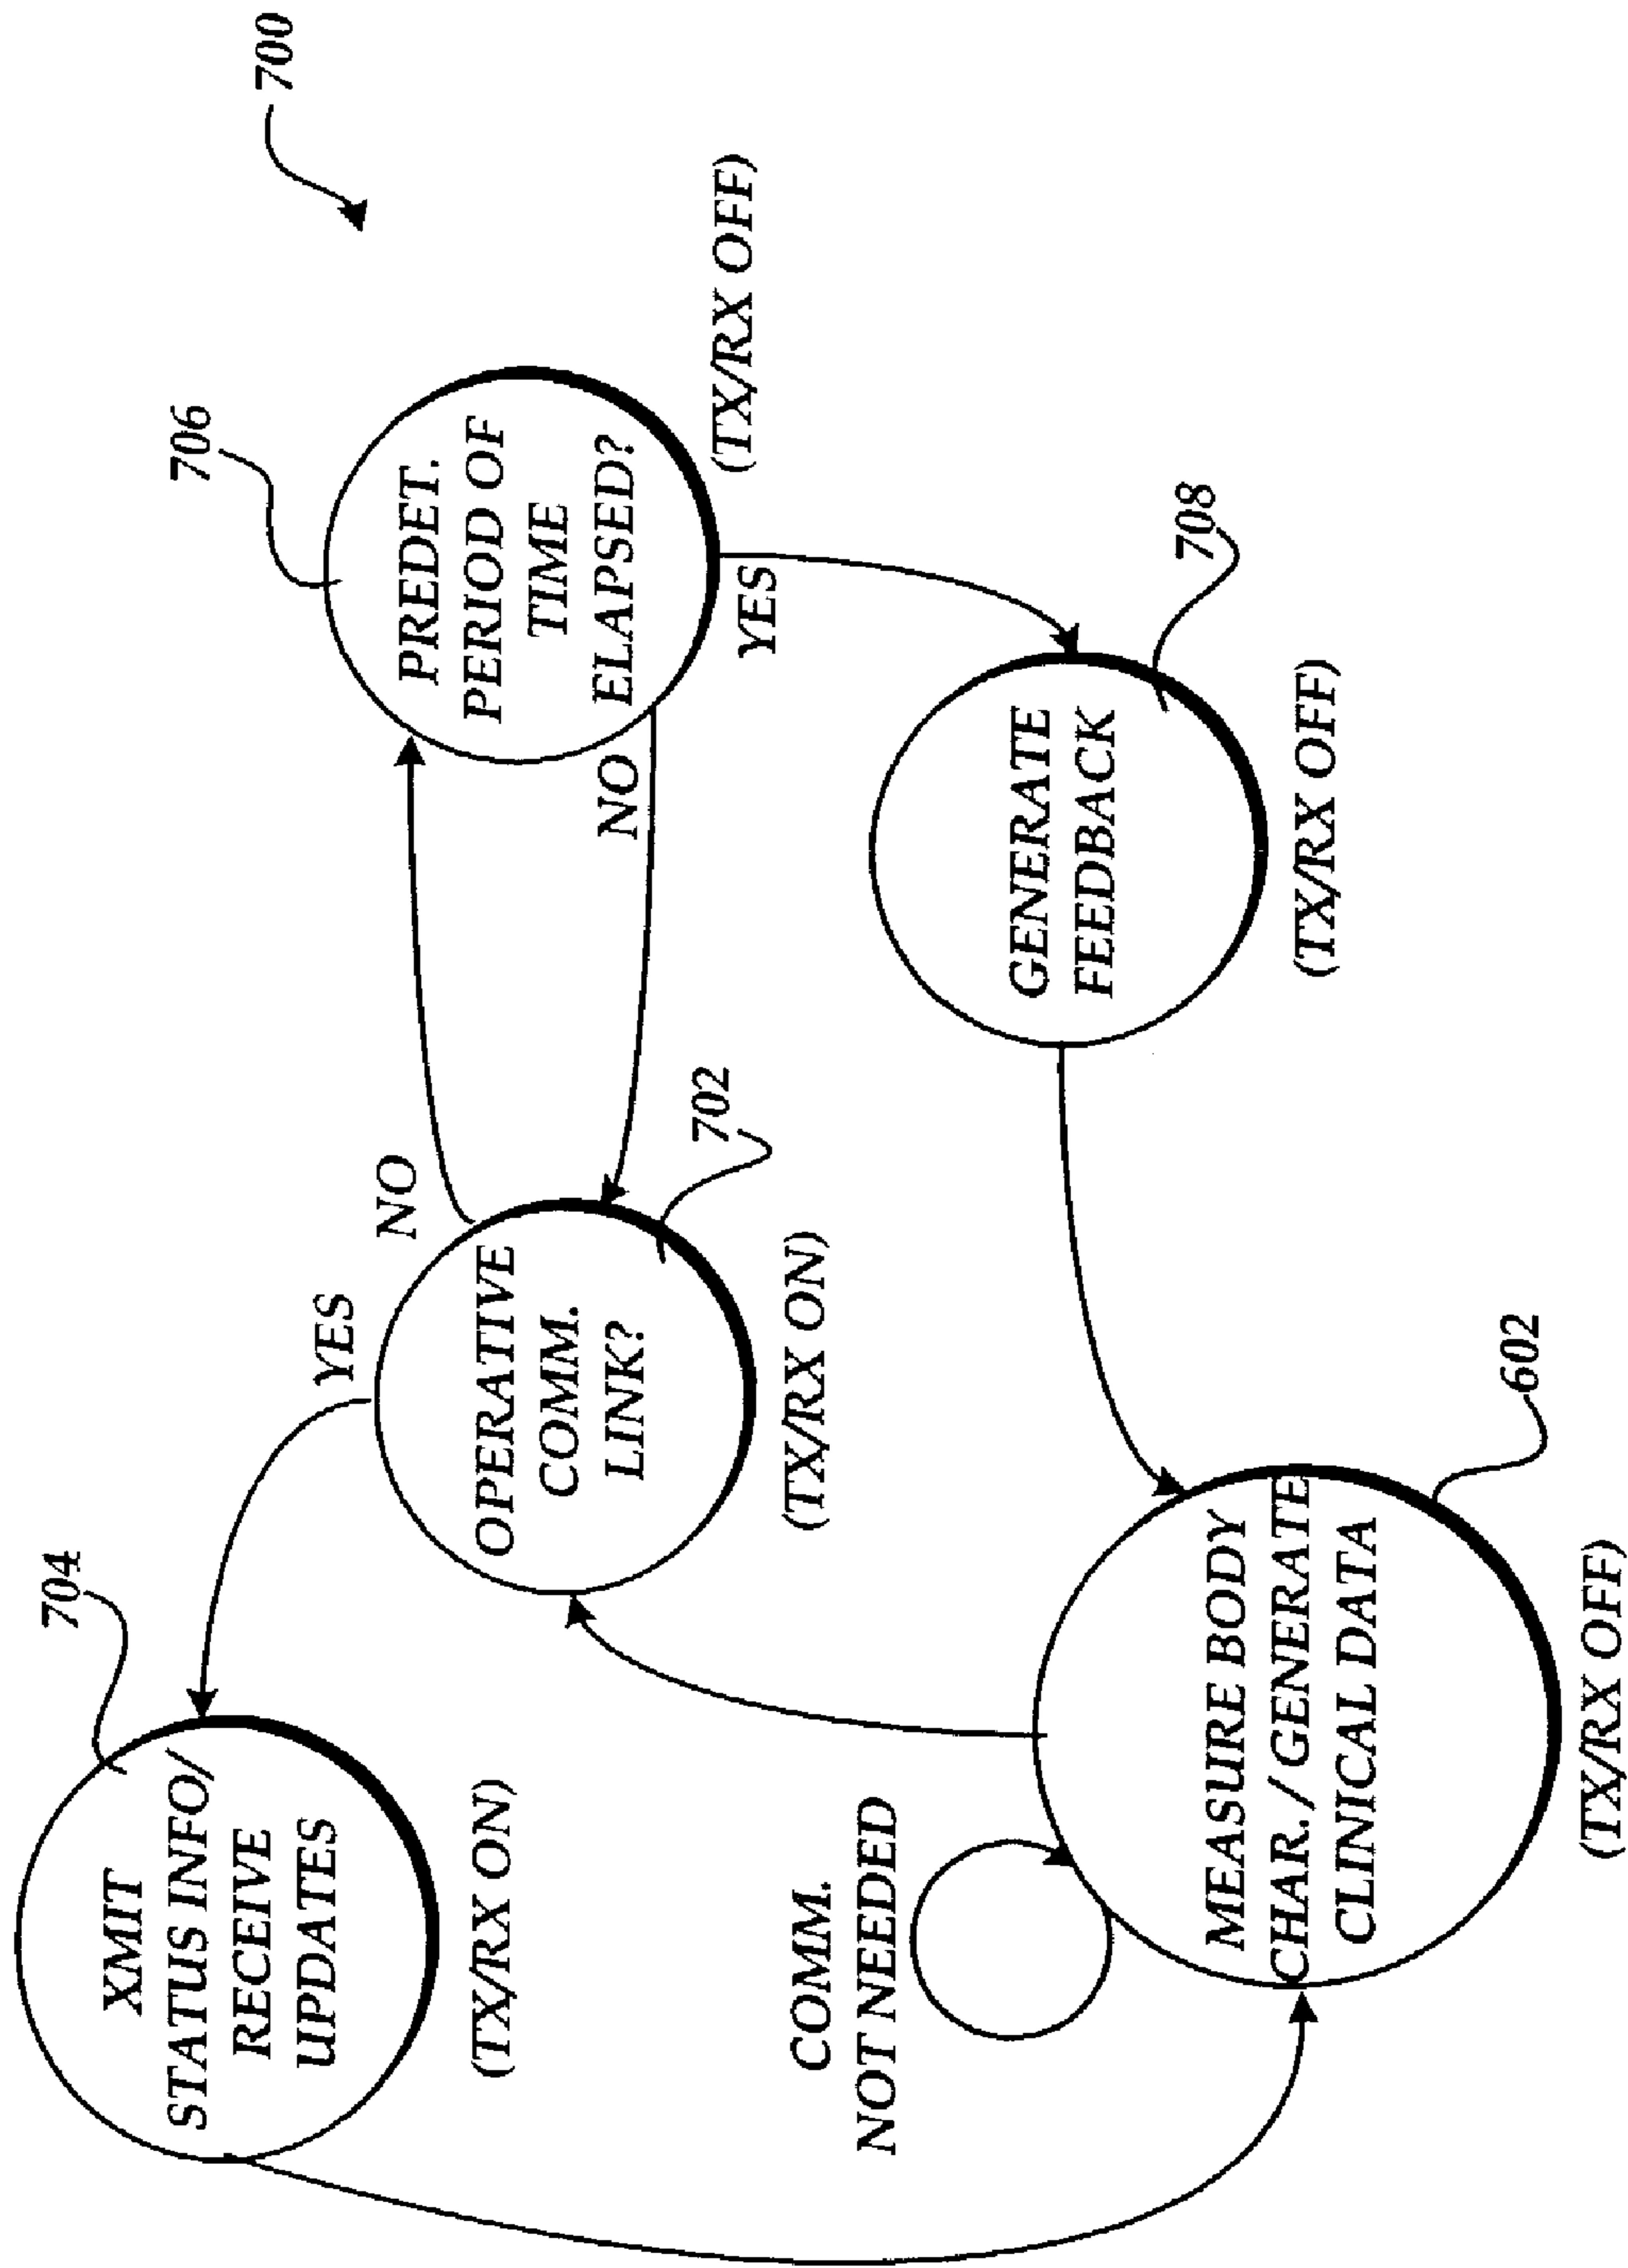 700
704
XMIT
STATUS INFO/
RECEIVE
UPDATES
(TX/RX ON)
YES
NO
OPERATIVE
COMM.
LINK?
702
(TX/RX ON)
706
PREDET.
PERIOD OF
TIME
ELAPSED?
NO
YES
(TX/RX OFF)
COMM.
NOT NEEDED
MEASURE BODY
CHAR./GENERATE
CLINICAL DATA
602
(TX/RX OFF)
GENERATE
FEEDBACK
708
(TX/RX OFF)